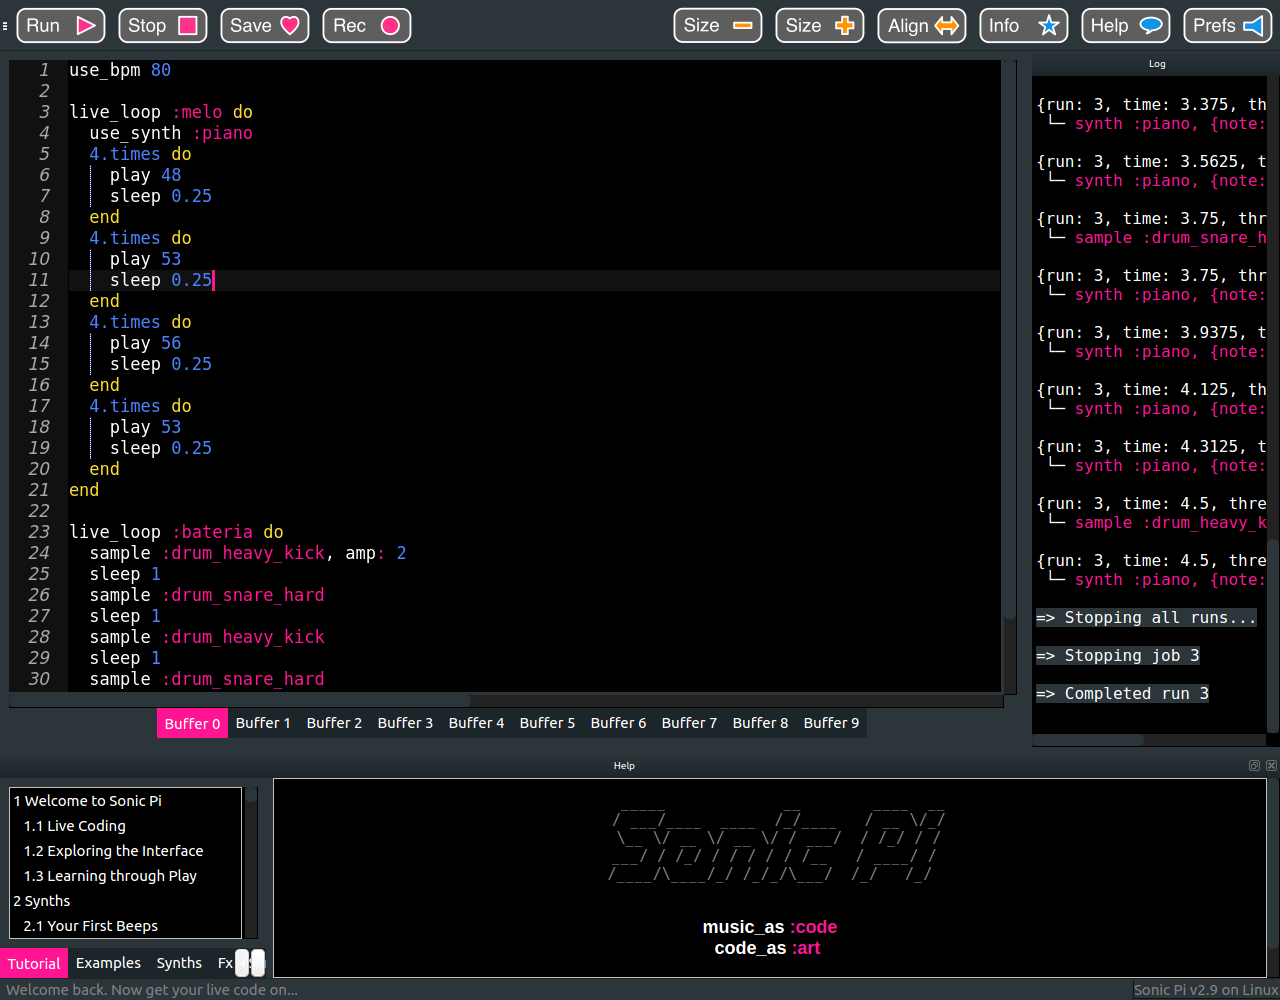 Run Stop Save Rec Size Size Align Info Help Prefs
1 use_bpm 80
2
3 live_loop :melo do
4 use_synth :piano
5 4.times do
6 play 48
7 sleep 0.25
8 end
9 4.times do
10 play 53
11 sleep 0.25
12 end
13 4.times do
14 play 56
15 sleep 0.25
16 end
17 4.times do
18 play 53
19 sleep 0.25
20 end
21 end
22
23 live_loop :bateria do
24 sample :drum_heavy_kick, amp: 2
25 sleep 1
26 sample :drum_snare_hard
27 sleep 1
28 sample :drum_heavy_kick
29 sleep 1
30 sample :drum_snare_hard
Buffer 0 Buffer 1 Buffer 2 Buffer 3 Buffer 4 Buffer 5 Buffer 6 Buffer 7 Buffer 8 Buffer 9
Log
{run: 3, time: 3.375, th
└─ synth :piano, {note:
{run: 3, time: 3.5625, t
└─ synth :piano, {note:
{run: 3, time: 3.75, thr
└─ sample :drum_snare_h
{run: 3, time: 3.75, thr
└─ synth :piano, {note:
{run: 3, time: 3.9375, t
└─ synth :piano, {note:
{run: 3, time: 4.125, th
└─ synth :piano, {note:
{run: 3, time: 4.3125, t
└─ synth :piano, {note:
{run: 3, time: 4.5, thre
└─ sample :drum_heavy_k
{run: 3, time: 4.5, thre
└─ synth :piano, {note:
=> Stopping all runs...
=> Stopping job 3
=> Completed run 3
Help
1 Welcome to Sonic Pi
1.1 Live Coding
1.2 Exploring the Interface
1.3 Learning through Play
2 Synths
2.1 Your First Beeps
Tutorial Examples Synths Fx
Sonic Pi
music_as :code
code_as :art
Welcome back. Now get your live code on...
Sonic Pi v2.9 on Linux